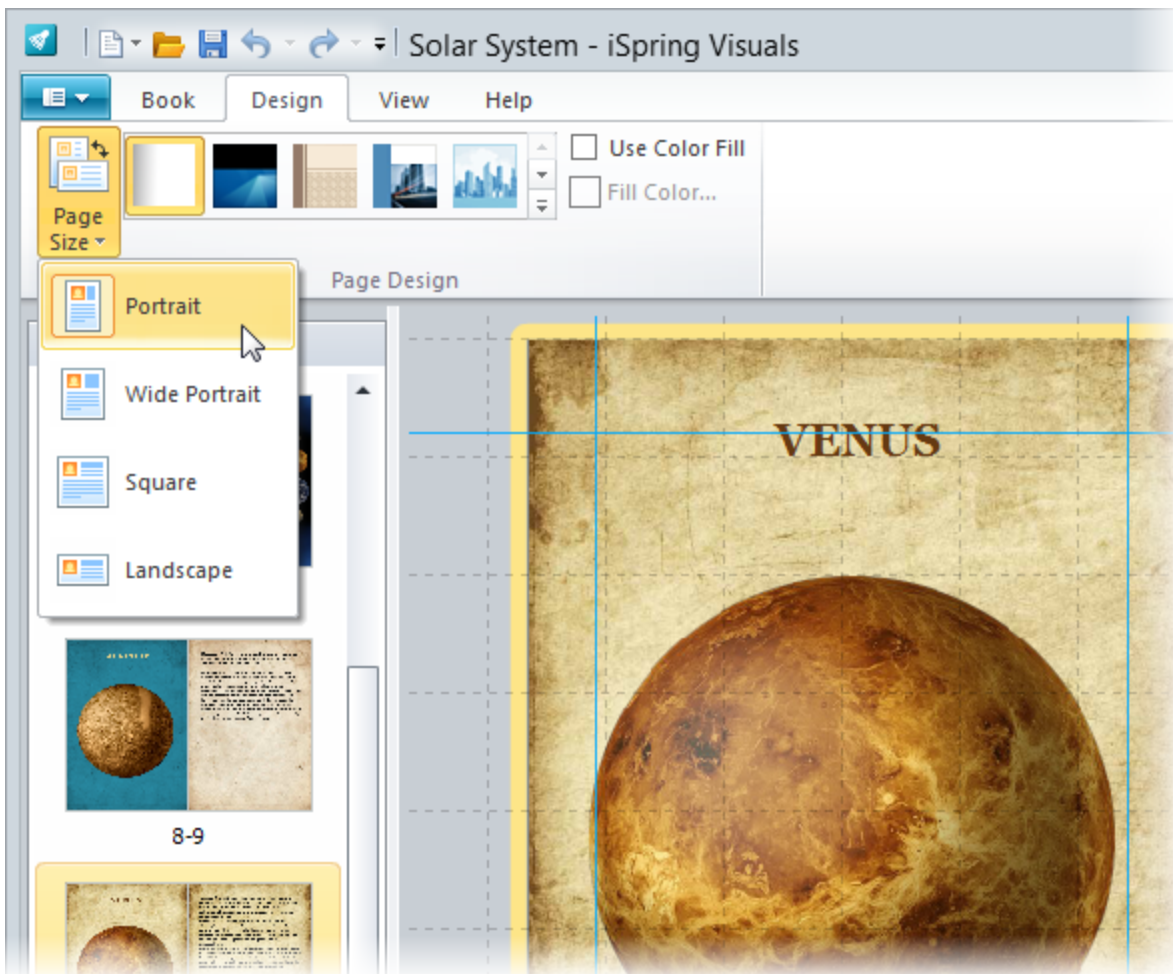 Solar System - iSpring Visuals
Book Design View Help
Use Color Fill
Fill Color...
Page
Size
Page Design
Portrait
Wide Portrait
Square
Landscape
VENUS
8-9